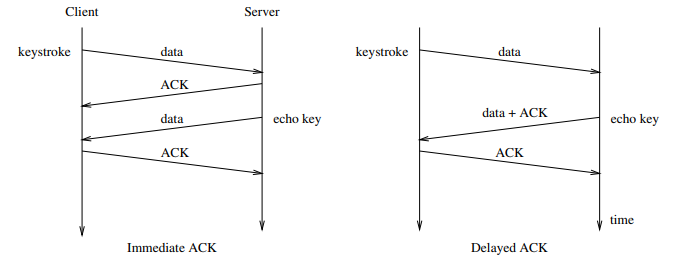 Client
Server
keystroke
data
ACK
data
echo key
ACK
Immediate ACK
keystroke
data
data + ACK
echo key
ACK
time
Delayed ACK